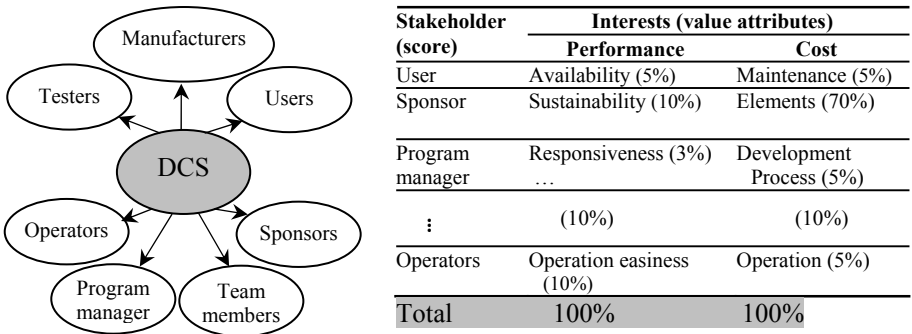 Manufacturers
Testers
Users
DCS
Operators
Sponsors
Program
manager
Team
members
Stakeholder
(score)
Interests (value attributes)
Performance
Cost
User
Availability (5%)
Maintenance (5%)
Sponsor
Sustainability (10%)
Elements (70%)
Program
manager
Responsiveness (3%)
…
Development
Process (5%)
⋮
(10%)
(10%)
Operators
Operation easiness
(10%)
Operation (5%)
Total
100%
100%